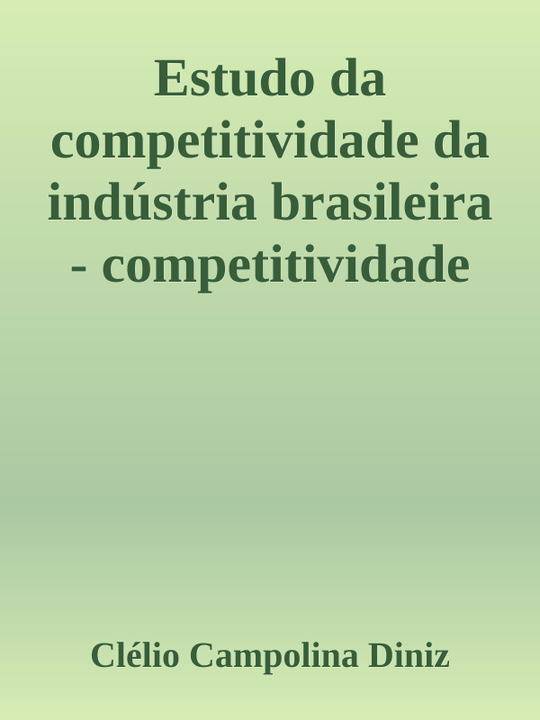 Estudo da
competitividade da
indústria brasileira
- competitividade
Clélio Campolina Diniz